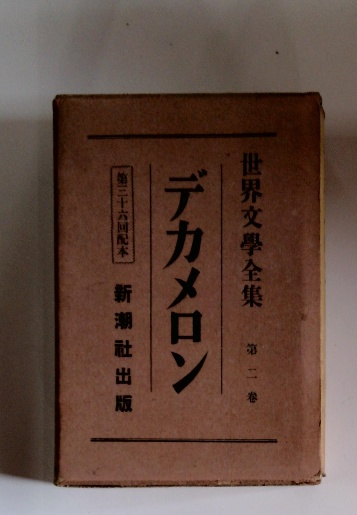 世界文學全集 第二卷
デカメロン
第三十六回配本
新潮社出版